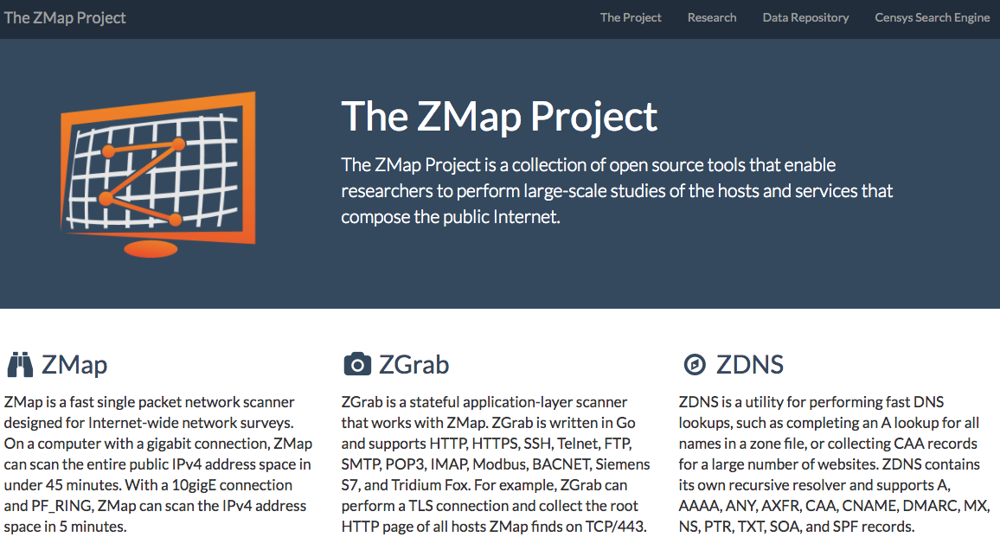 The ZMap Project
The Project
Research
Data Repository
Censys Search Engine
The ZMap Project
The ZMap Project is a collection of open source tools that enable
researchers to perform large-scale studies of the hosts and services that
compose the public Internet.
ZMap
ZMap is a fast single packet network scanner
designed for Internet-wide network surveys.
On a computer with a gigabit connection, ZMap
can scan the entire public IPv4 address space in
under 45 minutes. With a 10gigE connection
and PF_RING, ZMap can scan the IPv4 address
space in 5 minutes.
ZGrab
ZGrab is a stateful application-layer scanner
that works with ZMap. ZGrab is written in Go
and supports HTTP, HTTPS, SSH, Telnet, FTP,
SMTP, POP3, IMAP, Modbus, BACNET, Siemens
S7, and Tridium Fox. For example, ZGrab can
perform a TLS connection and collect the root
HTTP page of all hosts ZMap finds on TCP/443.
ZDNS
ZDNS is a utility for performing fast DNS
lookups, such as completing an A lookup for all
names in a zone file, or collecting CAA records
for a large number of websites. ZDNS contains
its own recursive resolver and supports A,
AAAA, ANY, AXFR, CAA, CNAME, DMARC, MX,
NS, PTR, TXT, SOA, and SPF records.